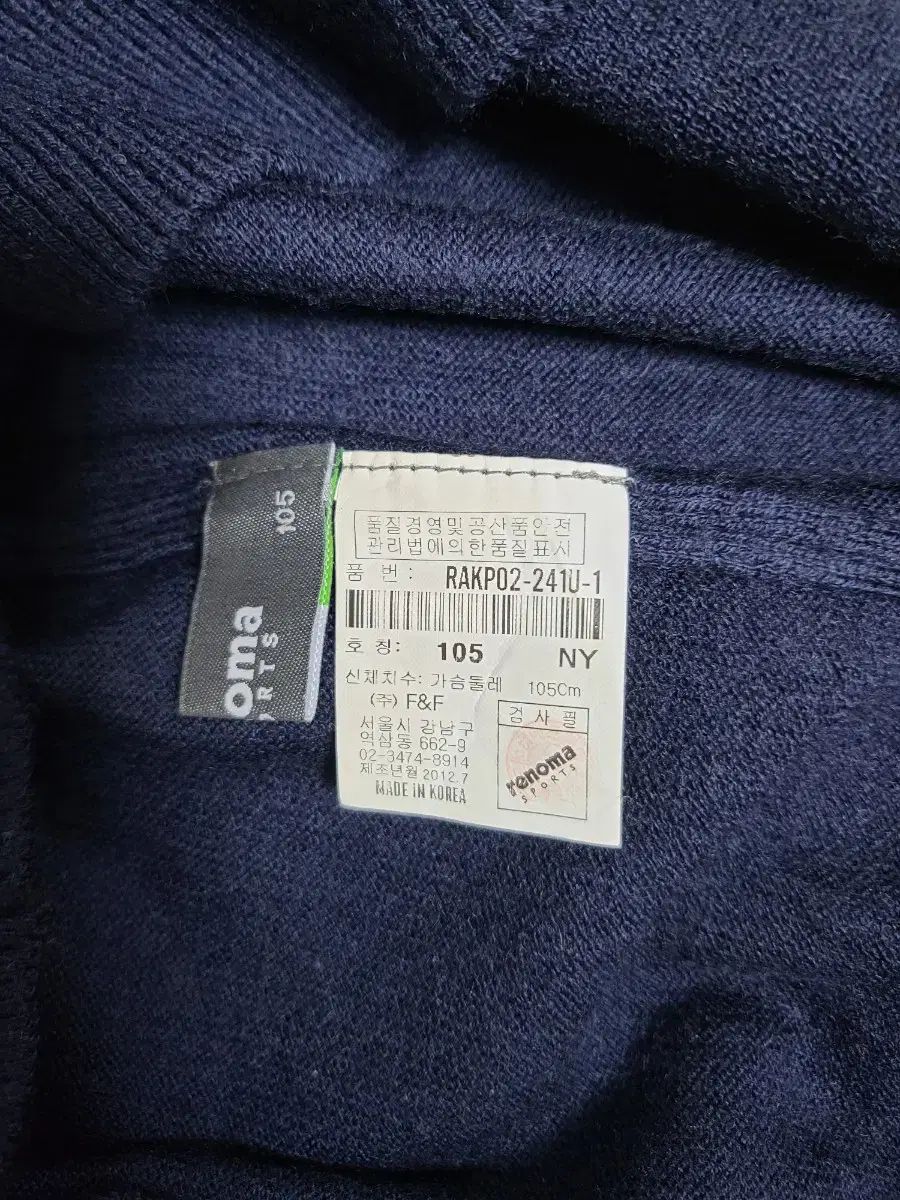 105
oma
RTS
품질경영및공산품안전
관리법에의한품질표시
품 번 : RAKP02-241U-1
호 칭: 105 NY
신체치수: 가슴둘레 105Cm
(주) F&F
서울시 강남구
역삼동 662-9
02-3474-8914
제조년월 2012.7
MADE IN KOREA
검 사 필
renoma
SPORTS